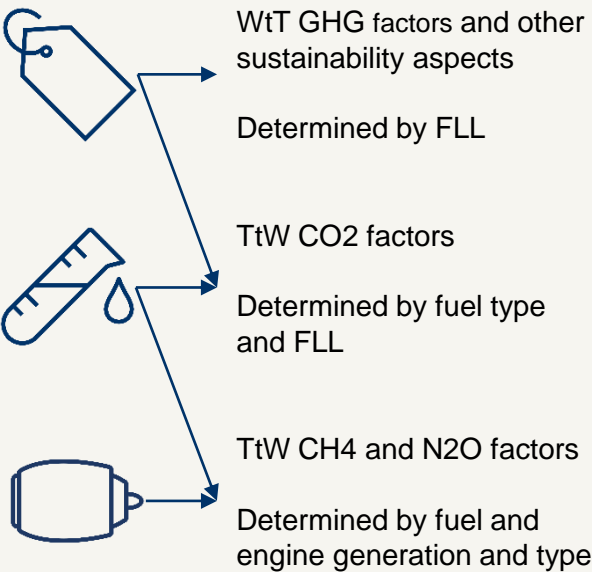 WtT GHG factors and other
sustainability aspects
Determined by FLL
TtW CO2 factors
Determined by fuel type
and FLL
TtW CH4 and N2O factors
Determined by fuel and
engine generation and type